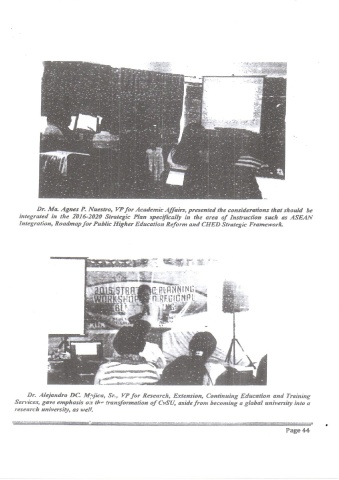 2015 STRATEGIC PLANNING
WORKSHOP REGIONAL
Dr. Ma. Agnes P. Nuestro, VP for Academic Affairs, presented the considerations that should be
integrated in the 2016-2020 Strategic Plan specifically in the area of Instruction such as ASEAN
Integration, Roadmap for Public Higher Education Reform and CHED Strategic Framework.
Dr. Alejandro DC. Mojica, Sr., VP for Research, Extension, Continuing Education and Training
Services, gave emphasis on the transformation of CvSU, aside from becoming a global university into a
research university, as well.
Page 44